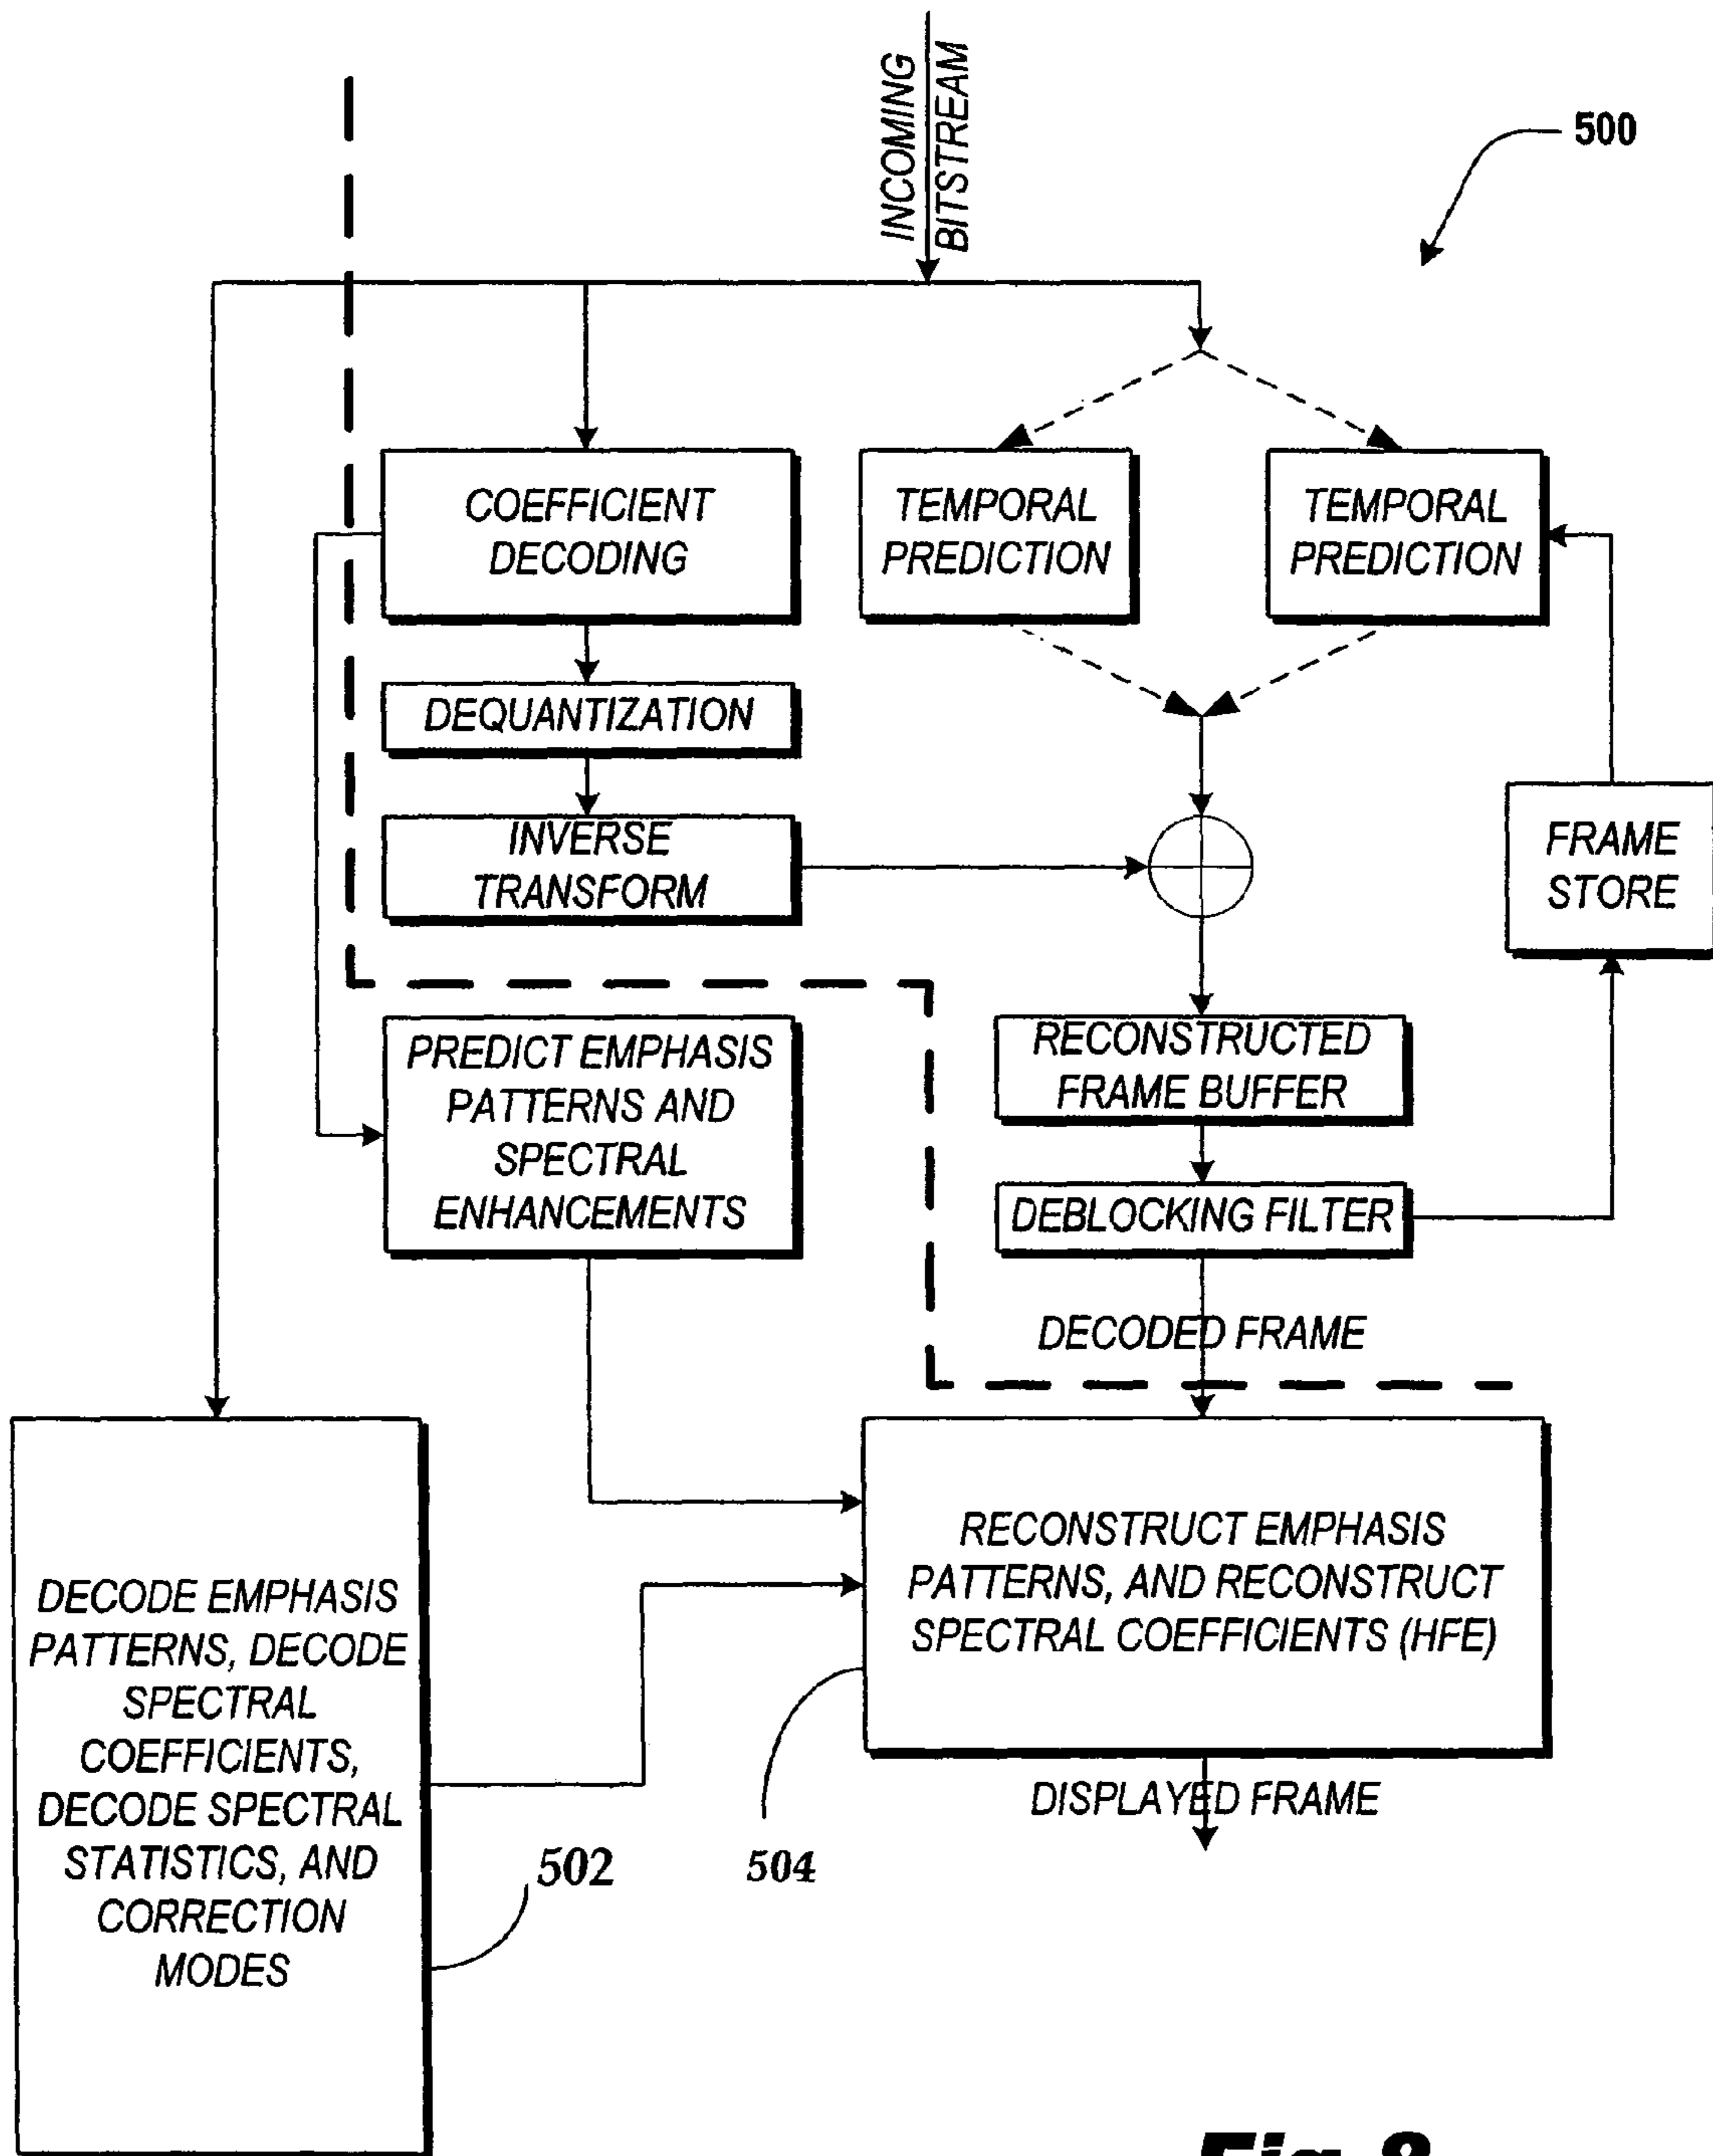 INCOMING
BITSTREAM
500
COEFFICIENT
DECODING
TEMPORAL
PREDICTION
TEMPORAL
PREDICTION
DEQUANTIZATION
INVERSE
TRANSFORM
FRAME
STORE
PREDICT EMPHASIS
PATTERNS AND
SPECTRAL
ENHANCEMENTS
RECONSTRUCTED
FRAME BUFFER
DEBLOCKING FILTER
DECODED FRAME
DECODE EMPHASIS
PATTERNS, DECODE
SPECTRAL
COEFFICIENTS,
DECODE SPECTRAL
STATISTICS, AND
CORRECTION
MODES
RECONSTRUCT EMPHASIS
PATTERNS, AND RECONSTRUCT
SPECTRAL COEFFICIENTS (HFE)
DISPLAYED FRAME
502
504